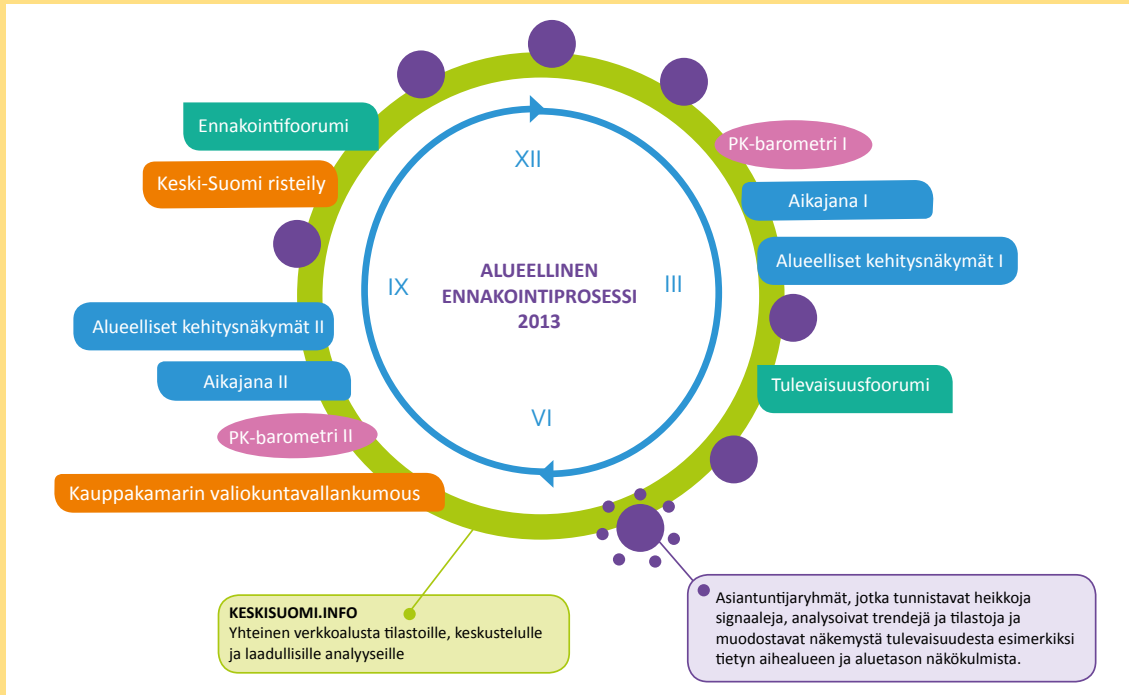 Ennakointifoorumi
Keski-Suomi risteily
XII
PK-barometri I
Aikajana I
Alueelliset kehitysnäkymät I
IX
ALUEELLINEN
ENNAKOINTIPROSESSI
2013
III
Alueelliset kehitysnäkymät II
Aikajana II
PK-barometri II
Kauppakamarin valiokuntavallankumous
VI
Tulevaisuusfoorumi
KESKISUOMI.INFO
Yhteinen verkkoalusta tilastoille, keskustelulle
ja laadullisille analyyseille
Asiantuntijaryhmät, jotka tunnistavat heikkoja
signaaleja, analysoivat trendejä ja tilastoja ja
muodostavat näkemystä tulevaisuudesta esimerkiksi
tietyn aihealueen ja aluetason näkökulmista.